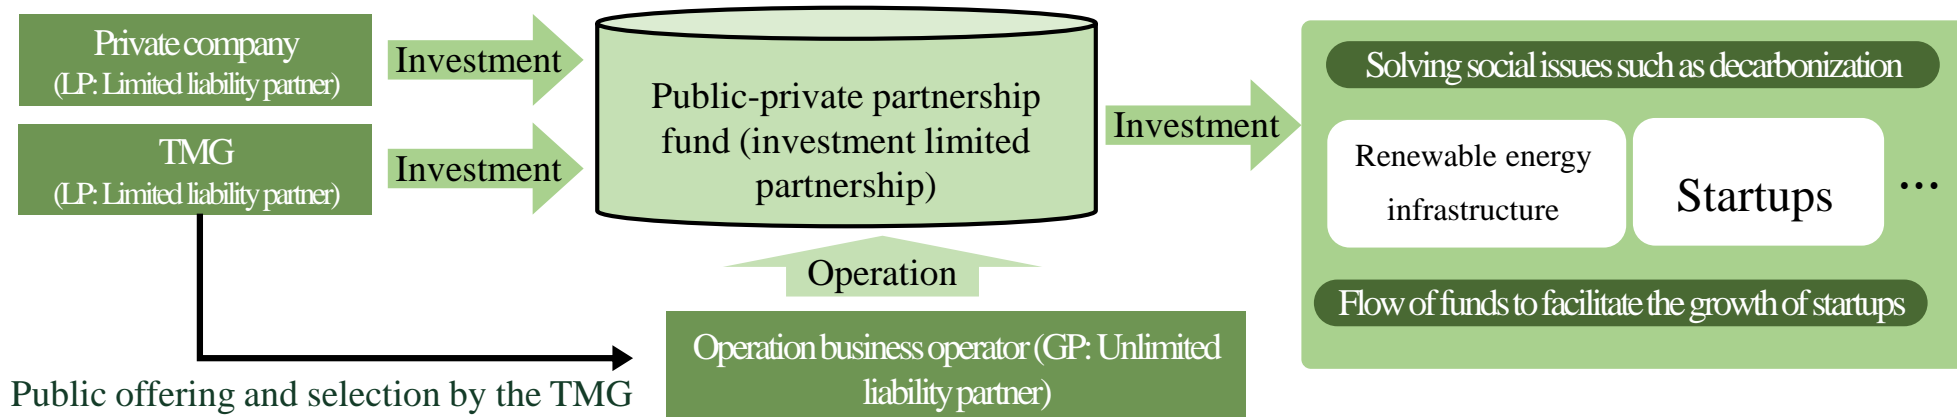 Private company
(LP: Limited liability partner)
Investment
TMG
(LP: Limited liability partner)
Investment
Public-private partnership
fund (investment limited
partnership)
Investment
Operation
Operation business operator (GP: Unlimited
liability partner)
Public offering and selection by the TMG
Solving social issues such as decarbonization
Renewable energy
infrastructure
Startups
...
Flow of funds to facilitate the growth of startups